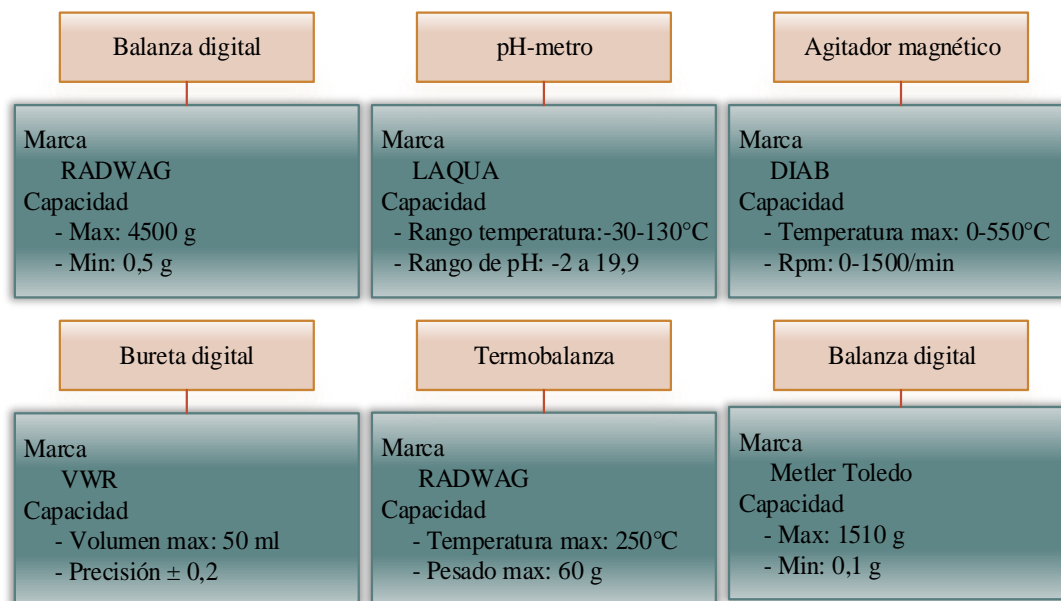 Balanza digital
Marca
RADWAG
Capacidad
- Max: 4500 g
- Min: 0,5 g
pH-metro
Marca
LAQUA
Capacidad
- Rango temperatura:-30-130°C
- Rango de pH: -2 a 19,9
Agitador magnético
Marca
DIAB
Capacidad
- Temperatura max: 0-550°C
- Rpm: 0-1500/min
Bureta digital
Marca
VWR
Capacidad
- Volumen max: 50 ml
- Precisión ± 0,2
Termobalanza
Marca
RADWAG
Capacidad
- Temperatura max: 250°C
- Pesado max: 60 g
Balanza digital
Marca
Metler Toledo
Capacidad
- Max: 1510 g
- Min: 0,1 g